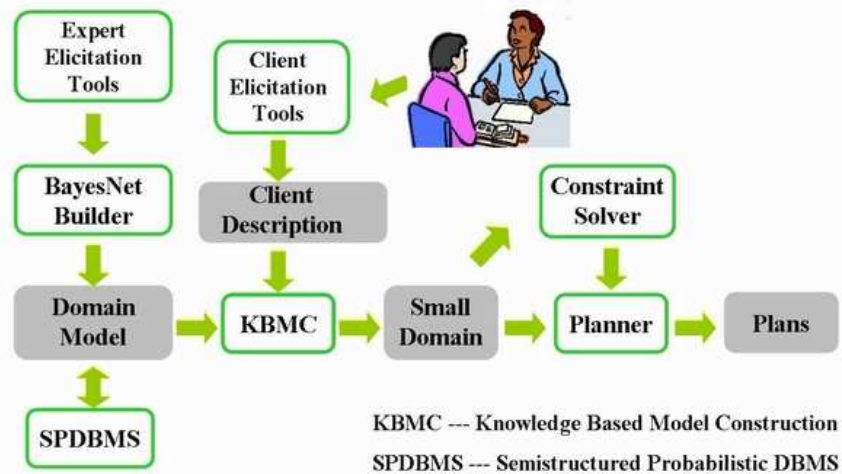 Expert
Elicitation
Tools
Client
Elicitation
Tools
BayesNet
Builder
Client
Description
Constraint
Solver
Domain
Model
KBMC
Small
Domain
Planner
Plans
SPDBMS
KBMC --- Knowledge Based Model Construction
SPDBMS --- Semistructured Probabilistic DBMS